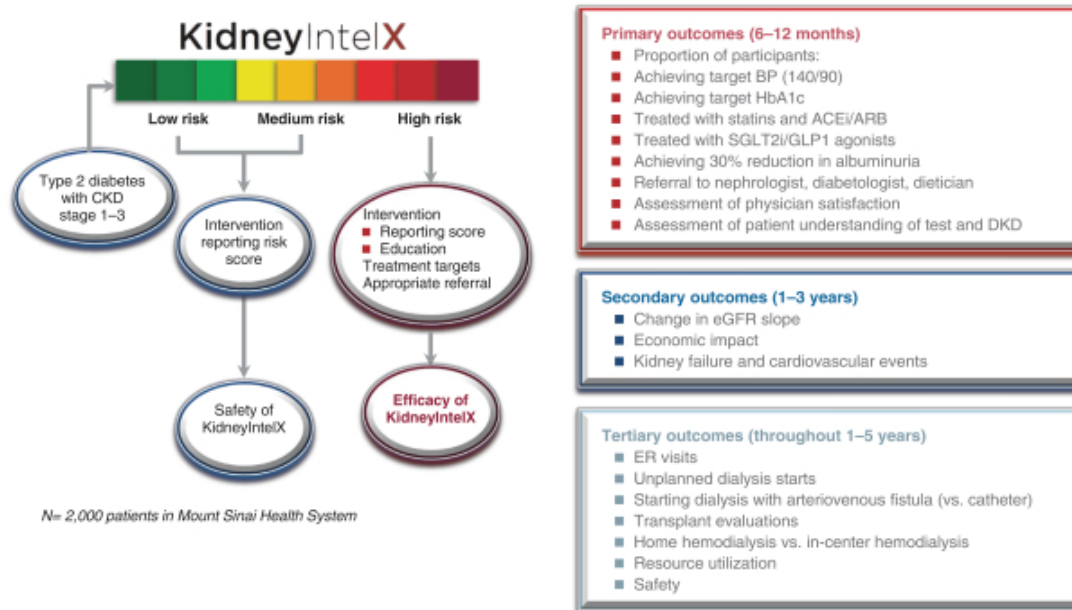 KidneyIntelX
Low risk
Medium risk
High risk
Type 2 diabetes
with CKD
stage 1–3
Intervention
reporting risk
score
Intervention
Reporting score
Education
Treatment targets
Appropriate referral
Safety of
KidneyIntelX
Efficacy of
KidneyIntelX
N= 2,000 patients in Mount Sinai Health System
Primary outcomes (6–12 months)
Proportion of participants:
Achieving target BP (140/90)
Achieving target HbA1c
Treated with statins and ACEi/ARB
Treated with SGLT2i/GLP1 agonists
Achieving 30% reduction in albuminuria
Referral to nephrologist, diabetologist, dietician
Assessment of physician satisfaction
Assessment of patient understanding of test and DKD
Secondary outcomes (1–3 years)
Change in eGFR slope
Economic impact
Kidney failure and cardiovascular events
Tertiary outcomes (throughout 1–5 years)
ER visits
Unplanned dialysis starts
Starting dialysis with arteriovenous fistula (vs. catheter)
Transplant evaluations
Home hemodialysis vs. in-center hemodialysis
Resource utilization
Safety